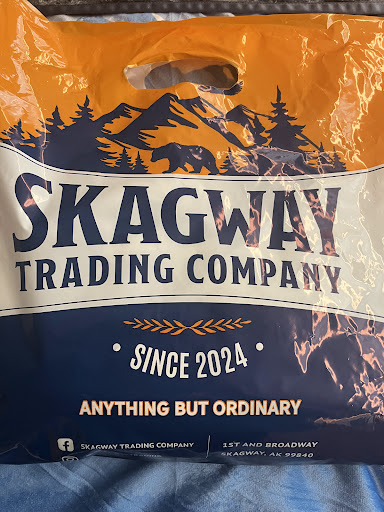 SKAGWAY
TRADING COMPANY
• SINCE 2024 •
ANYTHING BUT ORDINARY
SKAGWAY TRADING COMPANY
1ST AND BROADWAY
SKAGWAY, AK 99840